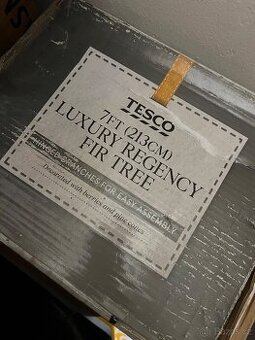 TESCO
7FT (213CM)
LUXURY REGENCY
FIR TREE
HINGED BRANCHES FOR EASY ASSEMBLY
Decorated with berries and pine cones